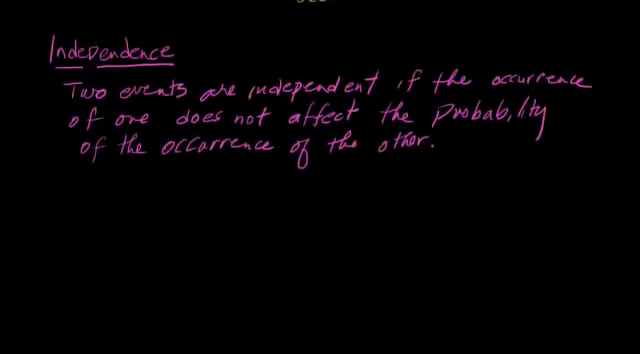 Independence
Two events are independent if the occurrence
of one does not affect the probability
of the occurrence of the other.